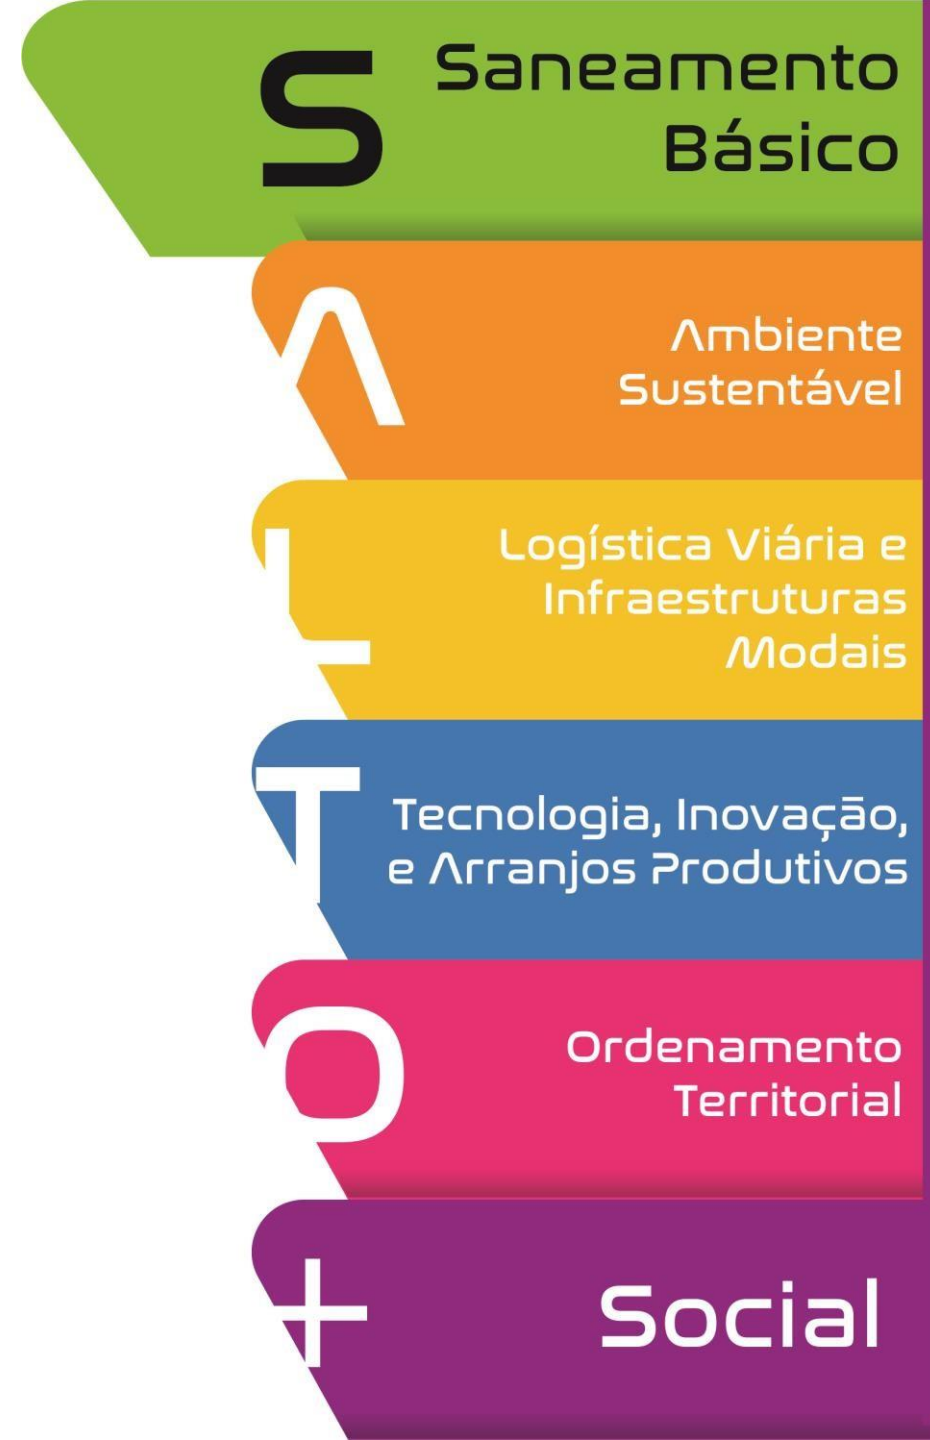 S
Saneamento
Básico
A
Ambiente
Sustentável
L
Logística Viária e
Infraestruturas
Modais
T
Tecnologia, Inovação,
e Arranjos Produtivos
O
Ordenamento
Territorial
+
Social